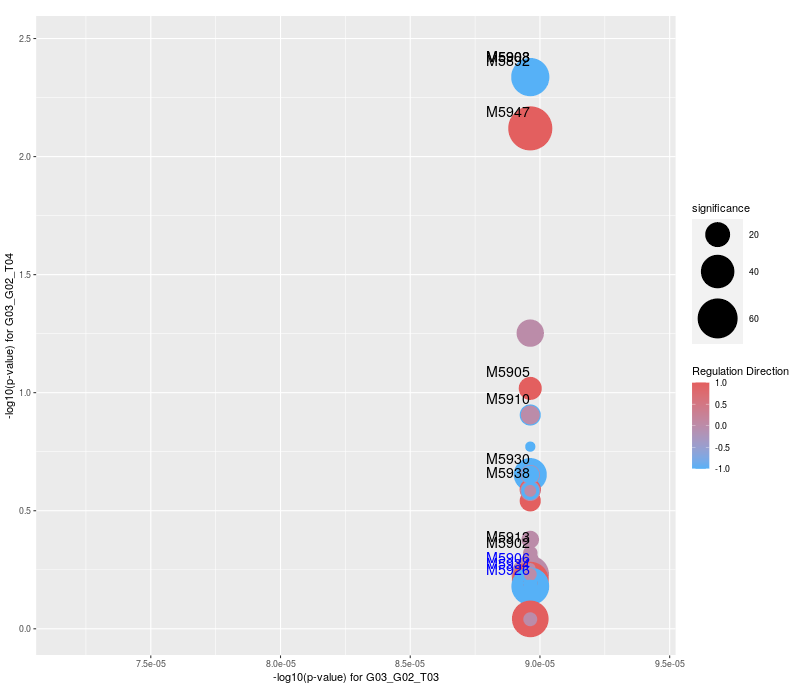 2.5
2.0
1.5
1.0
0.5
0.0
-log10(p-value) for G03_G02_T04
M5892
M5947
M5905
M5910
M5930
M5938
M5913
M5902
M5906
M5926
7.5e-05
8.0e-05
8.5e-05
9.0e-05
9.5e-05
-log10(p-value) for G03_G02_T03
significance
20
40
60
Regulation Direction
1.0
0.5
0.0
-0.5
-1.0